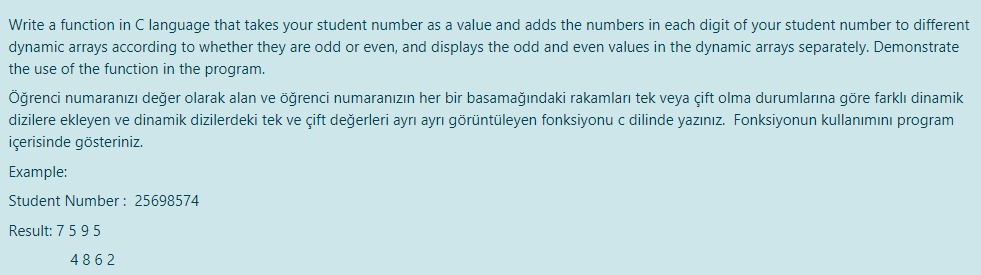 Write a function in C language that takes your student number as a value and adds the numbers in each digit of your student number to different
dynamic arrays according to whether they are odd or even, and displays the odd and even values in the dynamic arrays separately. Demonstrate
the use of the function in the program.
Öğrenci numaranızı değer olarak alan ve öğrenci numaranızın her bir basamağındaki rakamları tek veya çift olma durumlarına göre farklı dinamik
dizilere ekleyen ve dinamik dizilerdeki tek ve çift değerleri ayrı ayrı görüntüleyen fonksiyonu c dilinde yazınız. Fonksiyonun kullanımını program
içerisinde gösteriniz.
Example:
Student Number : 25698574
Result: 7 5 9 5
4 8 6 2